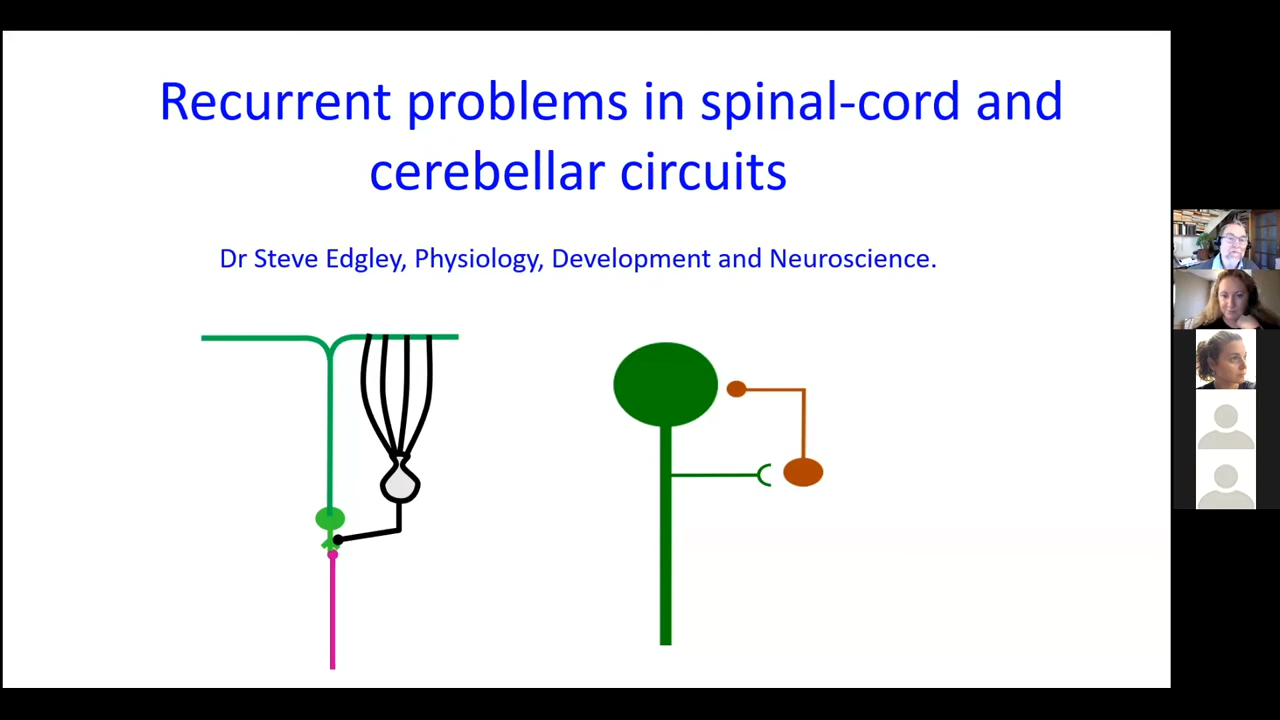 Recurrent problems in spinal-cord and
cerebellar circuits
Dr Steve Edgley, Physiology, Development and Neuroscience.